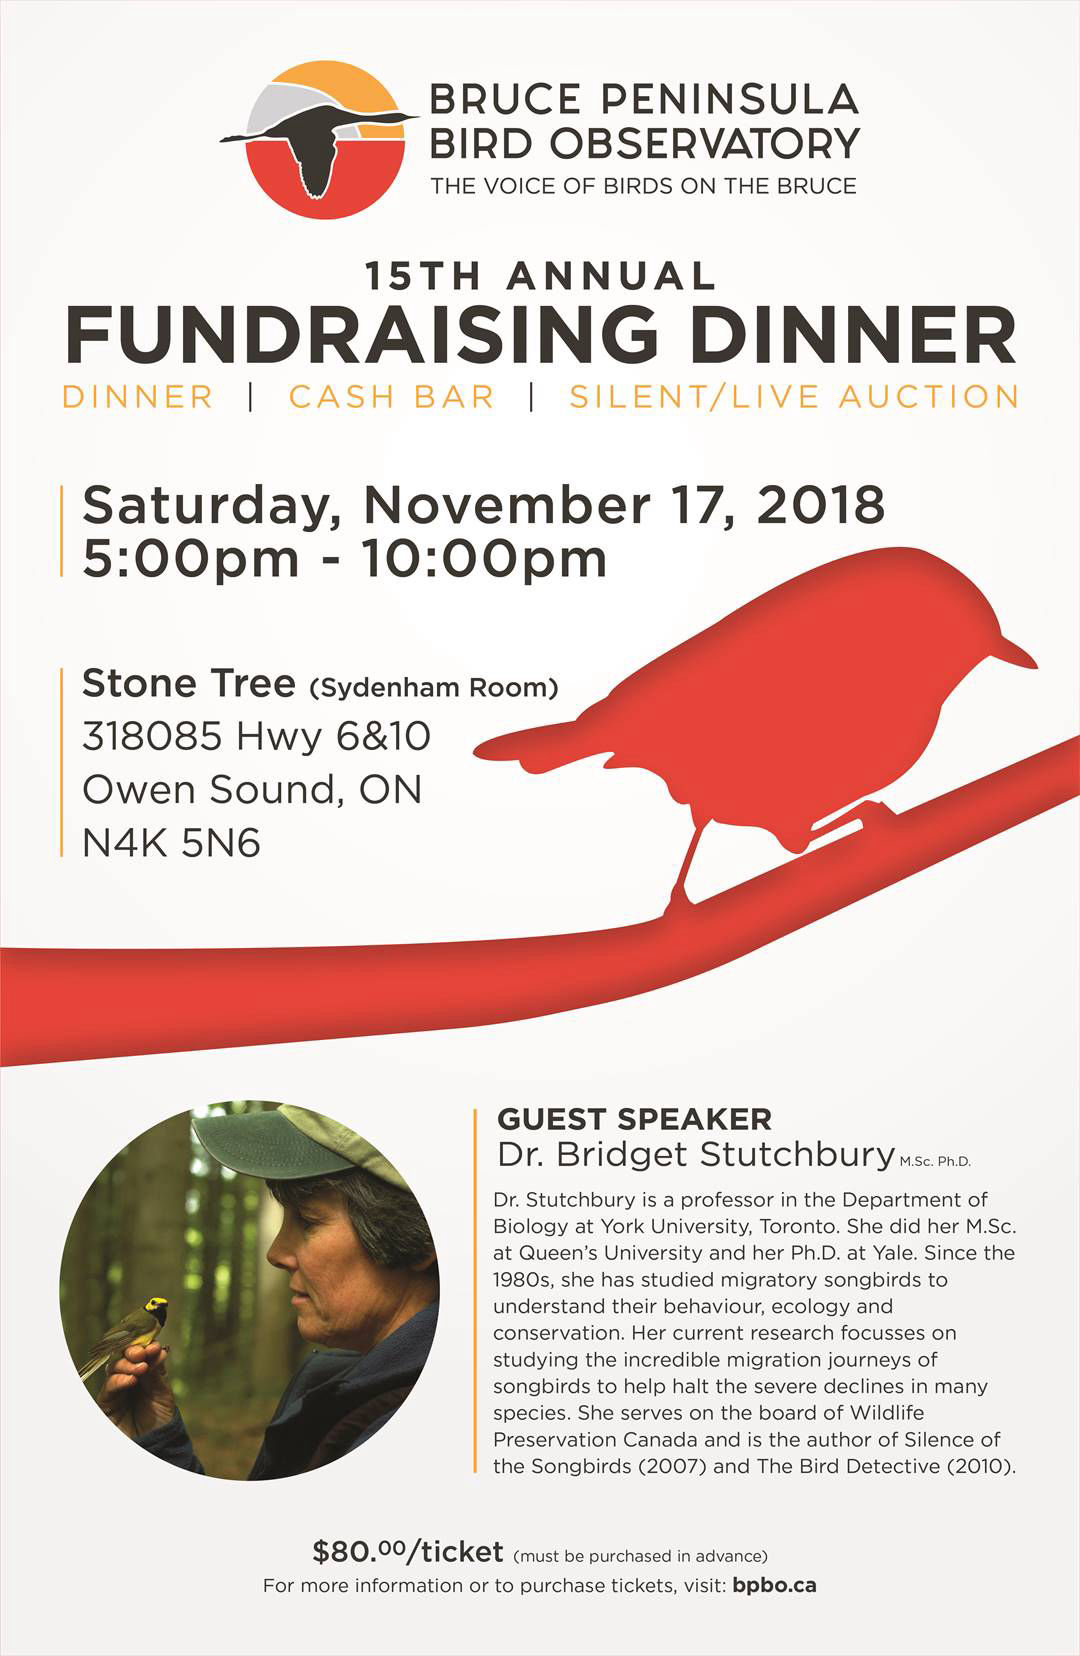 BRUCE PENINSULA
BIRD OBSERVATORY
THE VOICE OF BIRDS ON THE BRUCE
15TH ANNUAL
FUNDRAISING DINNER
DINNER | CASH BAR | SILENT/LIVE AUCTION
Saturday, November 17, 2018
5:00pm - 10:00pm
Stone Tree (Sydenham Room)
318085 Hwy 6&10
Owen Sound, ON
N4K 5N6
GUEST SPEAKER
Dr. Bridget Stutchbury M.Sc. Ph.D.
Dr. Stutchbury is a professor in the Department of
Biology at York University, Toronto. She did her M.Sc.
at Queen's University and her Ph.D. at Yale. Since the
1980s, she has studied migratory songbirds to
understand their behaviour, ecology and
conservation. Her current research focusses on
studying the incredible migration journeys of
songbirds to help halt the severe declines in many
species. She serves on the board of Wildlife
Preservation Canada and is the author of Silence of
the Songbirds (2007) and The Bird Detective (2010).
$80.00/ticket (must be purchased in advance)
For more information or to purchase tickets, visit: bpbo.ca